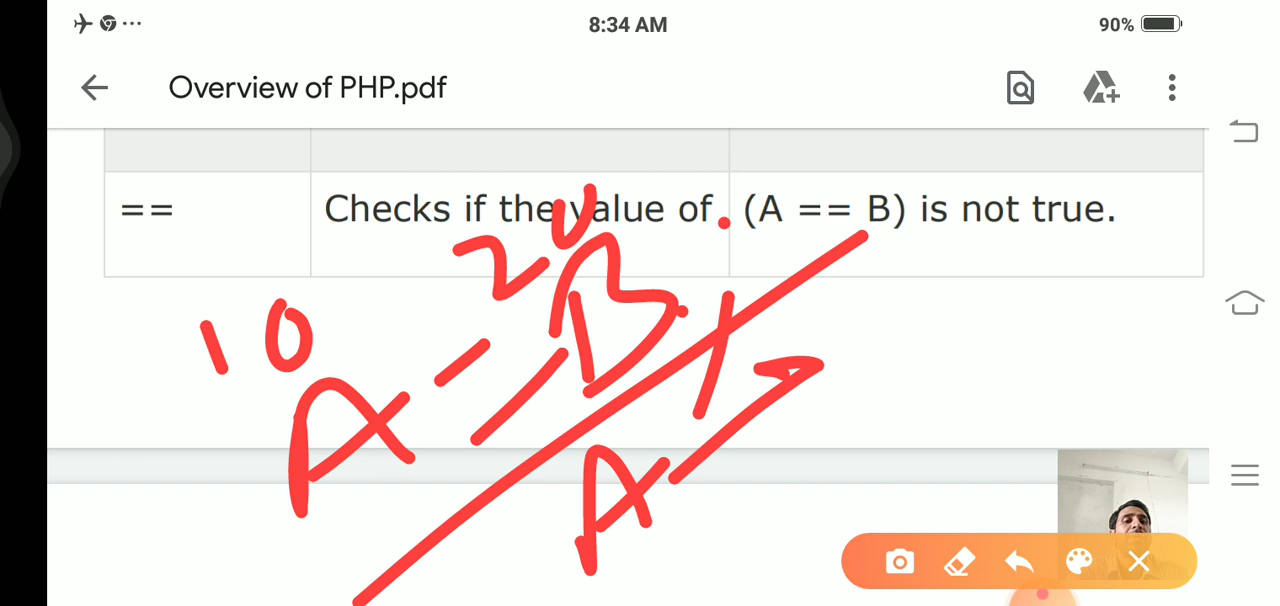 8:34 AM 90%
Overview of PHP.pdf
== Checks if the value of (A == B) is not true.
20
10
A = B
A